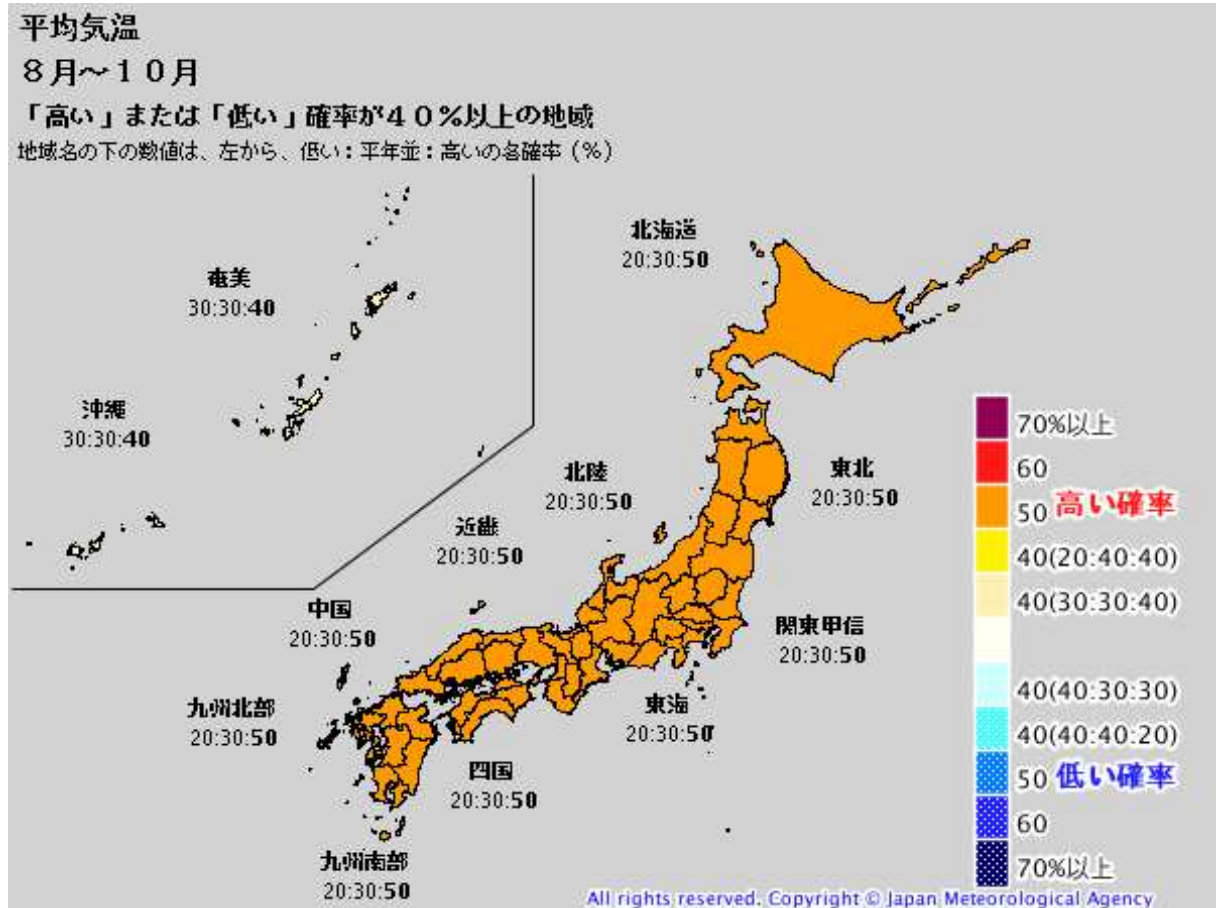 平均気温
8月~10月
「高い」または「低い」確率が40%以上の地域
地域名の下の数値は、左から、低い:平年並:高いの各確率(%)
北海道
20:30:50
奄美
30:30:40
沖縄
30:30:40
北陸
20:30:50
東北
20:30:50
近畿
20:30:50
中国
20:30:50
関東甲信
20:30:50
九州北部
20:30:50
東海
20:30:50
四国
20:30:50
九州南部
20:30:50
70%以上
60
50 高い確率
40(20:40:40)
40(30:30:40)
40(40:30:30)
40(40:40:20)
50 低い確率
60
70%以上
All rights reserved. Copyright © Japan Meteorological Agency